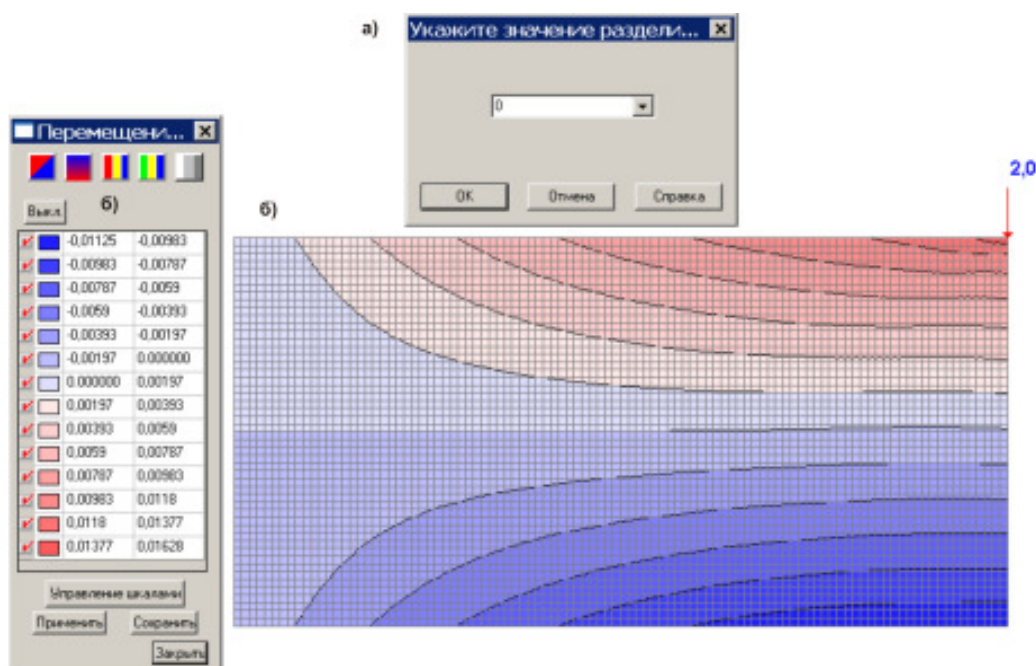 а)
Укажите значение раздели...
0
ОК Отмена Справка
Перемещени...
б)
Выкл.
-0,01125 -0,00983
-0,00983 -0,00787
-0,00787 -0,0059
-0,0059 -0,00393
-0,00393 -0,00197
-0,00197 0.000000
0.000000 0,00197
0,00197 0,00393
0,00393 0,0059
0,0059 0,00787
0,00787 0,00983
0,00983 0,0118
0,0118 0,01377
0,01377 0,01628
Управление шкалами
Применить Сохранить
Закрыть
б)
2,0